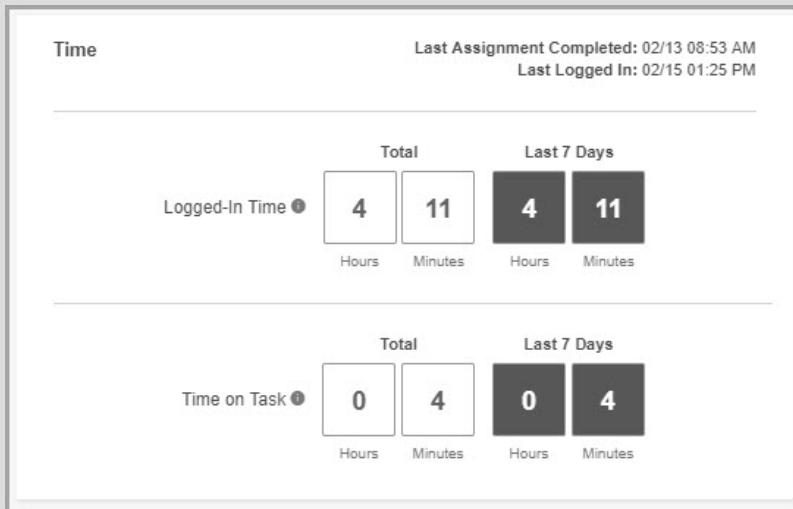 Time
Last Assignment Completed: 02/13 08:53 AM
Last Logged In: 02/15 01:25 PM
Total
Last 7 Days
Logged-In Time
4
11
4
11
Hours
Minutes
Hours
Minutes
Total
Last 7 Days
Time on Task
0
4
0
4
Hours
Minutes
Hours
Minutes